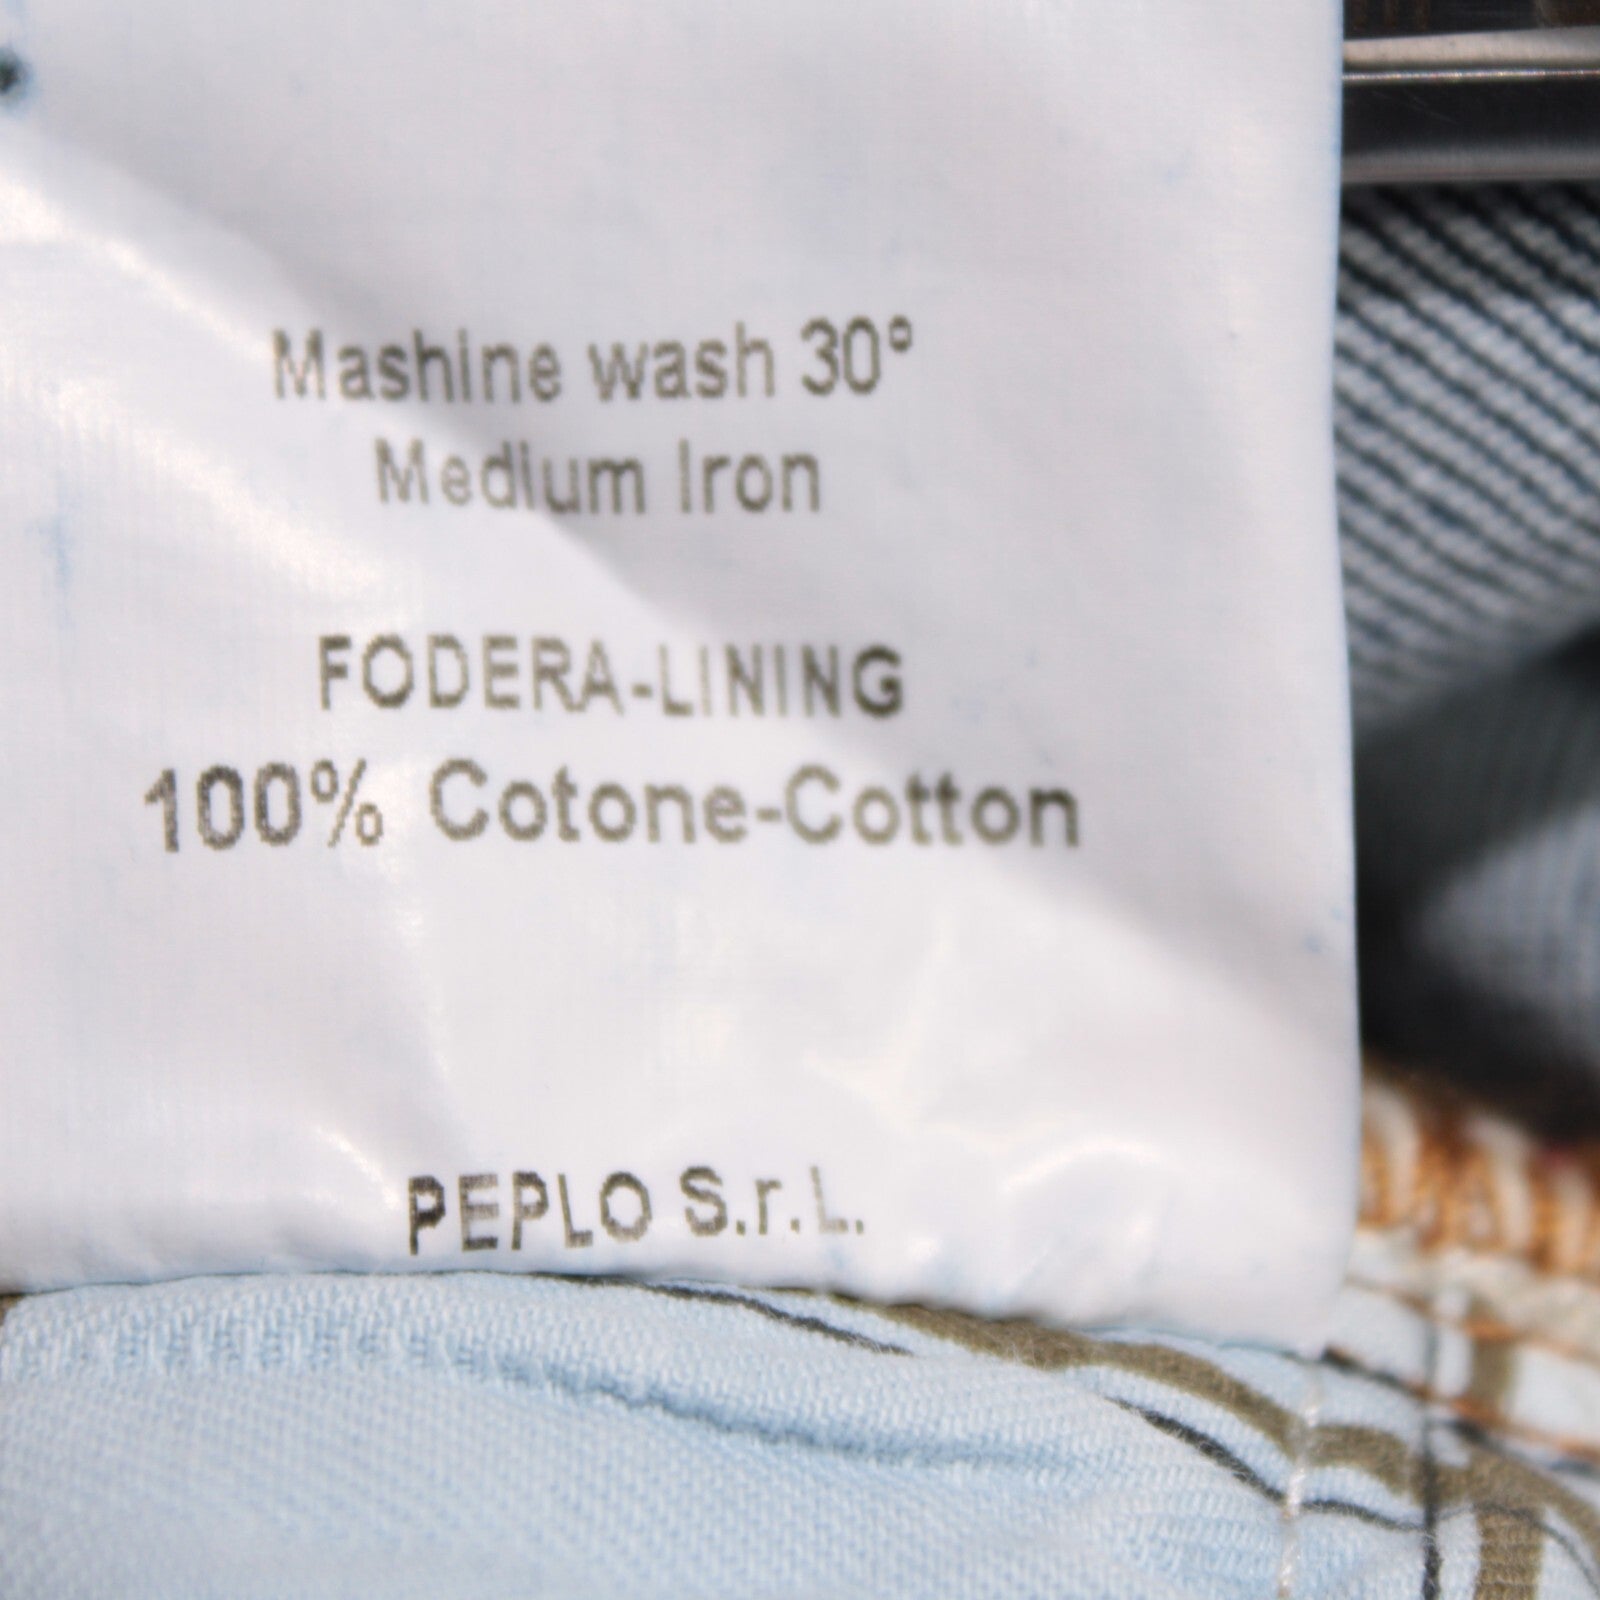 Mashine wash 30°
Medium Iron
FODERA-LINING
100% Cotone-Cotton
PEPLO S.r.L.